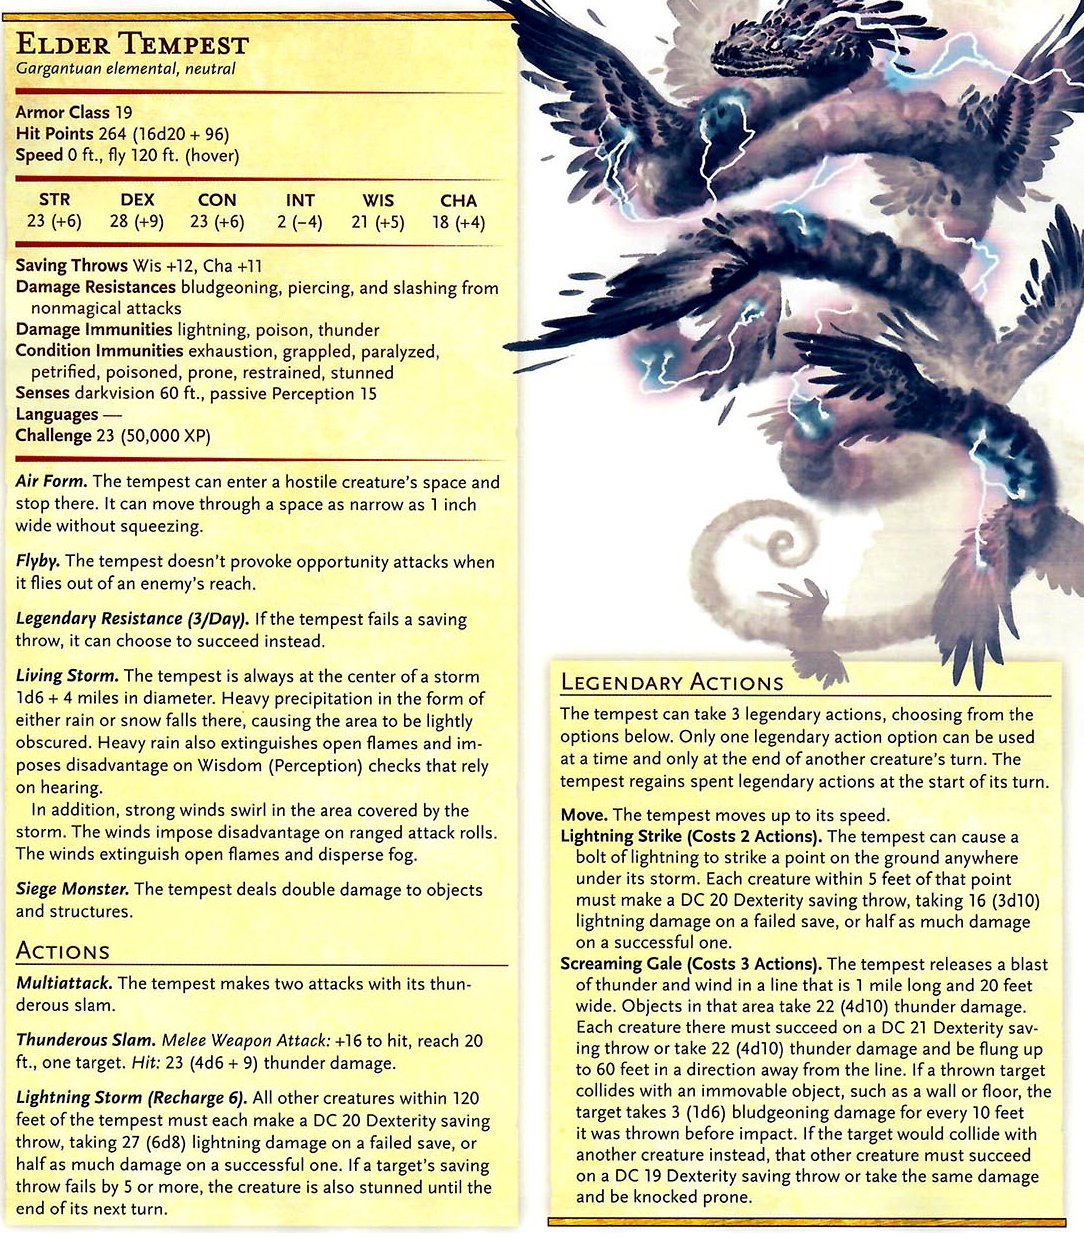 Elder Tempest
Gargantuan elemental, neutral
Armor Class 19
Hit Points 264 (16d20 + 96)
Speed 0 ft., fly 120 ft. (hover)
STR DEX CON INT WIS CHA
23 (+6) 28 (+9) 23 (+6) 2 (−4) 21 (+5) 18 (+4)
Saving Throws Wis +12, Cha +11
Damage Resistances bludgeoning, piercing, and slashing from
nonmagical attacks
Damage Immunities lightning, poison, thunder
Condition Immunities exhaustion, grappled, paralyzed,
petrified, poisoned, prone, restrained, stunned
Senses darkvision 60 ft., passive Perception 15
Languages —
Challenge 23 (50,000 XP)
Air Form. The tempest can enter a hostile creature's space and
stop there. It can move through a space as narrow as 1 inch
wide without squeezing.
Flyby. The tempest doesn't provoke opportunity attacks when
it flies out of an enemy's reach.
Legendary Resistance (3/Day). If the tempest fails a saving
throw, it can choose to succeed instead.
Living Storm. The tempest is always at the center of a storm
1d6 + 4 miles in diameter. Heavy precipitation in the form of
either rain or snow falls there, causing the area to be lightly
obscured. Heavy rain also extinguishes open flames and im-
poses disadvantage on Wisdom (Perception) checks that rely
on hearing.
In addition, strong winds swirl in the area covered by the
storm. The winds impose disadvantage on ranged attack rolls.
The winds extinguish open flames and disperse fog.
Siege Monster. The tempest deals double damage to objects
and structures.
Actions
Multiattack. The tempest makes two attacks with its thun-
derous slam.
Thunderous Slam. Melee Weapon Attack: +16 to hit, reach 20
ft., one target. Hit: 23 (4d6 + 9) thunder damage.
Lightning Storm (Recharge 6). All other creatures within 120
feet of the tempest must each make a DC 20 Dexterity saving
throw, taking 27 (6d8) lightning damage on a failed save, or
half as much damage on a successful one. If a target's saving
throw fails by 5 or more, the creature is also stunned until the
end of its next turn.
Legendary Actions
The tempest can take 3 legendary actions, choosing from the
options below. Only one legendary action option can be used
at a time and only at the end of another creature's turn. The
tempest regains spent legendary actions at the start of its turn.
Move. The tempest moves up to its speed.
Lightning Strike (Costs 2 Actions). The tempest can cause a
bolt of lightning to strike a point on the ground anywhere
under its storm. Each creature within 5 feet of that point
must make a DC 20 Dexterity saving throw, taking 16 (3d10)
lightning damage on a failed save, or half as much damage
on a successful one.
Screaming Gale (Costs 3 Actions). The tempest releases a blast
of thunder and wind in a line that is 1 mile long and 20 feet
wide. Objects in that area take 22 (4d10) thunder damage.
Each creature there must succeed on a DC 21 Dexterity sav-
ing throw or take 22 (4d10) thunder damage and be flung up
to 60 feet in a direction away from the line. If a thrown target
collides with an immovable object, such as a wall or floor, the
target takes 3 (1d6) bludgeoning damage for every 10 feet
it was thrown before impact. If the target would collide with
another creature instead, that other creature must succeed
on a DC 19 Dexterity saving throw or take the same damage
and be knocked prone.